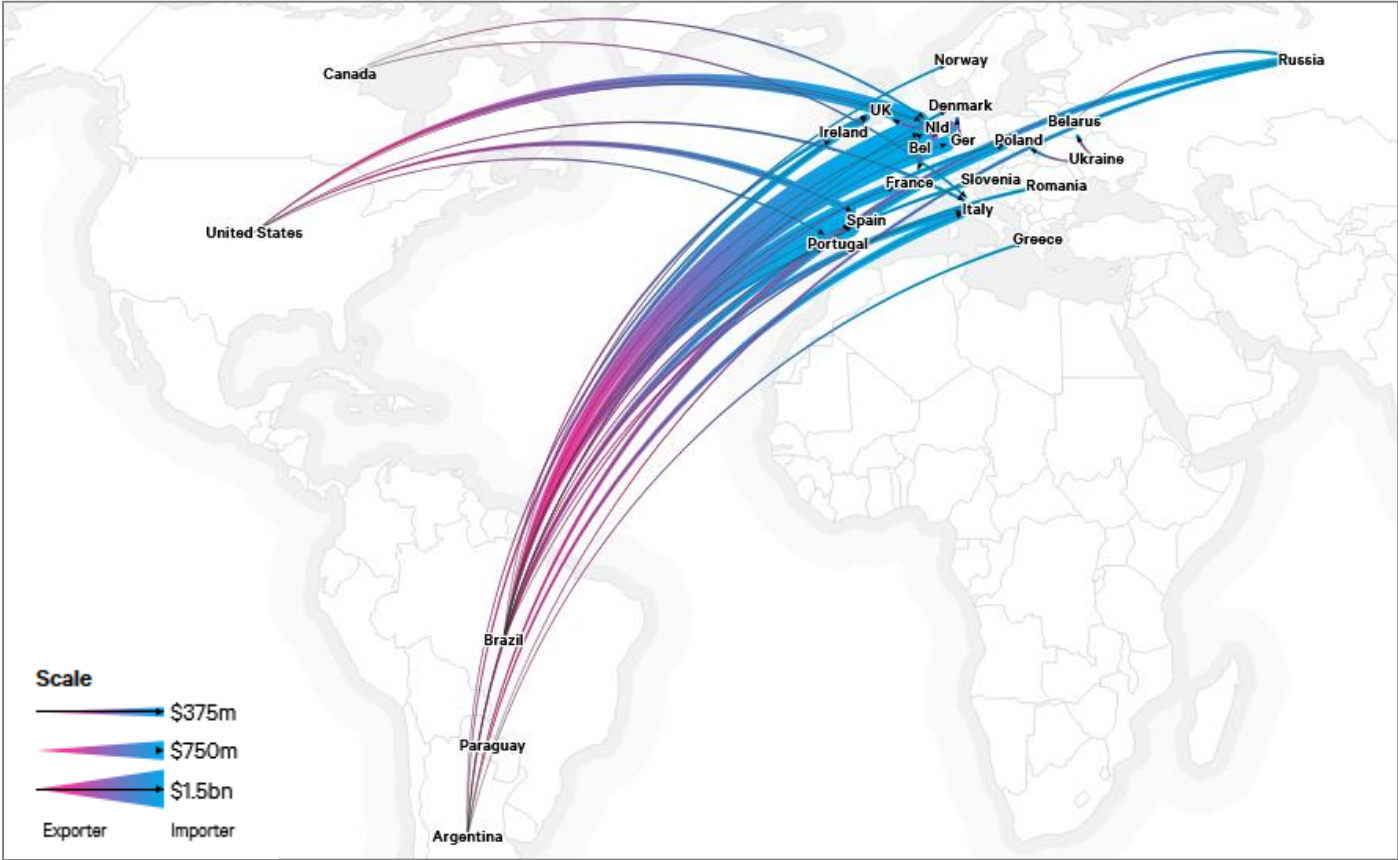 Canada
Norway
Russia
UK
Denmark
Ireland
Nld
Belarus
Bel
Ger
Poland
Ukraine
France
Slovenia
Romania
Italy
Spain
United States
Portugal
Greece
Brazil
Scale
$375m
Paraguay
$750m
$1.5bn
Exporter Importer
Argentina